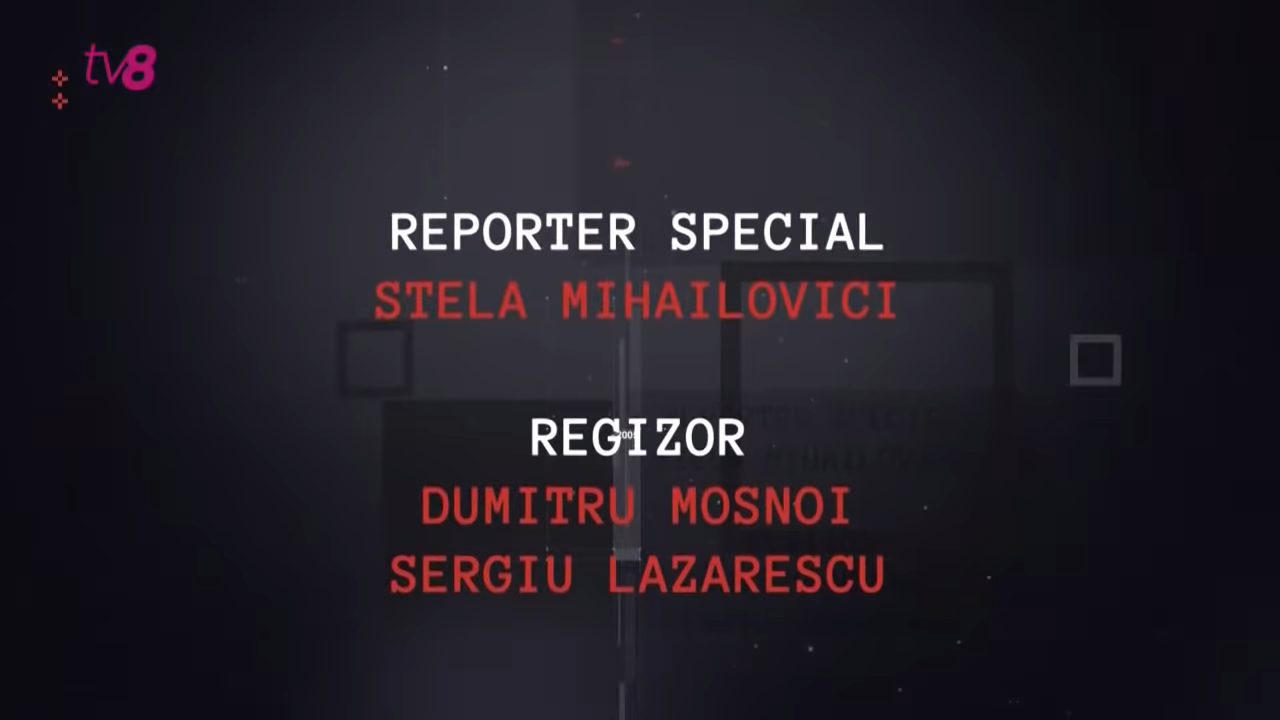 tv8
REPORTER SPECIAL
STELA MIHAILOVICI
REGIZOR
DUMITRU MOSNOI
SERGIU LAZARESCU